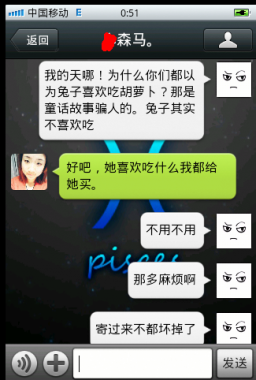 中国移动 E 0:51
返回
森马。
我的天哪！为什么你们都以
为兔子喜欢吃胡萝卜？那是
童话故事骗人的。兔子其实
不喜欢吃
好吧，她喜欢吃什么我都给
她买。
不用不用
pisces
那多麻烦啊
寄过来不都坏掉了
发送